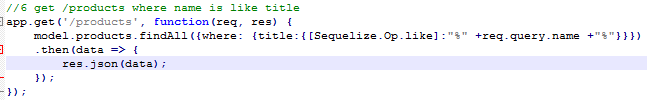 //6 get /products where name is like title
app.get('/products', function(req, res) {
    model.products.findAll({where: {title:{[Sequelize.Op.like]:"%" +req.query.name +"%"}}})
    .then(data => {
        res.json(data);
    });
});